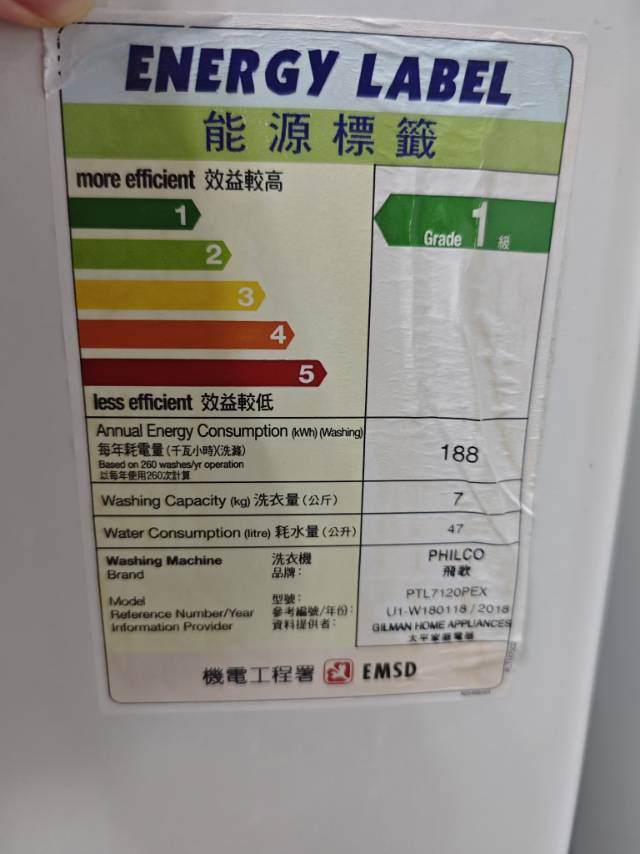 ENERGY LABEL
能源標籤
more efficient 效益較高
1
2
3
4
5
Grade 1 級
less efficient 效益較低
Annual Energy Consumption (kWh) (Washing)
每年耗電量 (千瓦小時)(洗滌)
Based on 260 washes/yr operation
以每年使用260次計算
188
Washing Capacity (kg) 洗衣量 (公斤) 7
Water Consumption (litre) 耗水量 (公升) 47
Washing Machine 洗衣機 PHILCO
Brand 品牌: 飛歌
Model 型號: PTL7120PEX
Reference Number/Year 參考編號/年份: U1-W180118 / 2018
Information Provider 資料提供者: GILMAN HOME APPLIANCES
太平家庭電器
機電工程署 EMSD